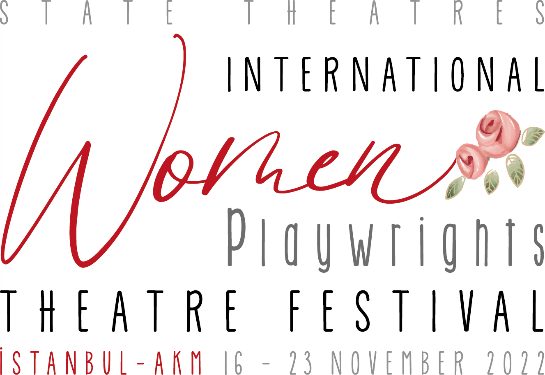 STATE THEATRES
INTERNATIONAL
Women
Playwrights
THEATRE FESTIVAL
İSTANBUL-AKM 16 - 23 NOVEMBER 2022